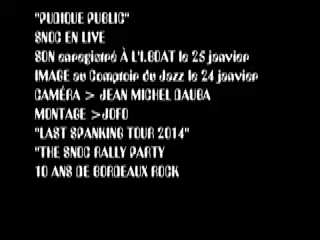 "PUDIQUE PUBLIC"
SNOC EN LIVE
SON enregistré À L'I.BOAT le 25 janvier
IMAGE au Comptoir du Jazz le 24 janvier
CAMÉRA > JEAN MICHEL DAUBA
MONTAGE >JOFO
"LAST SPANKING TOUR 2014"
"THE SNOC RALLY PARTY
10 ANS DE BORDEAUX ROCK